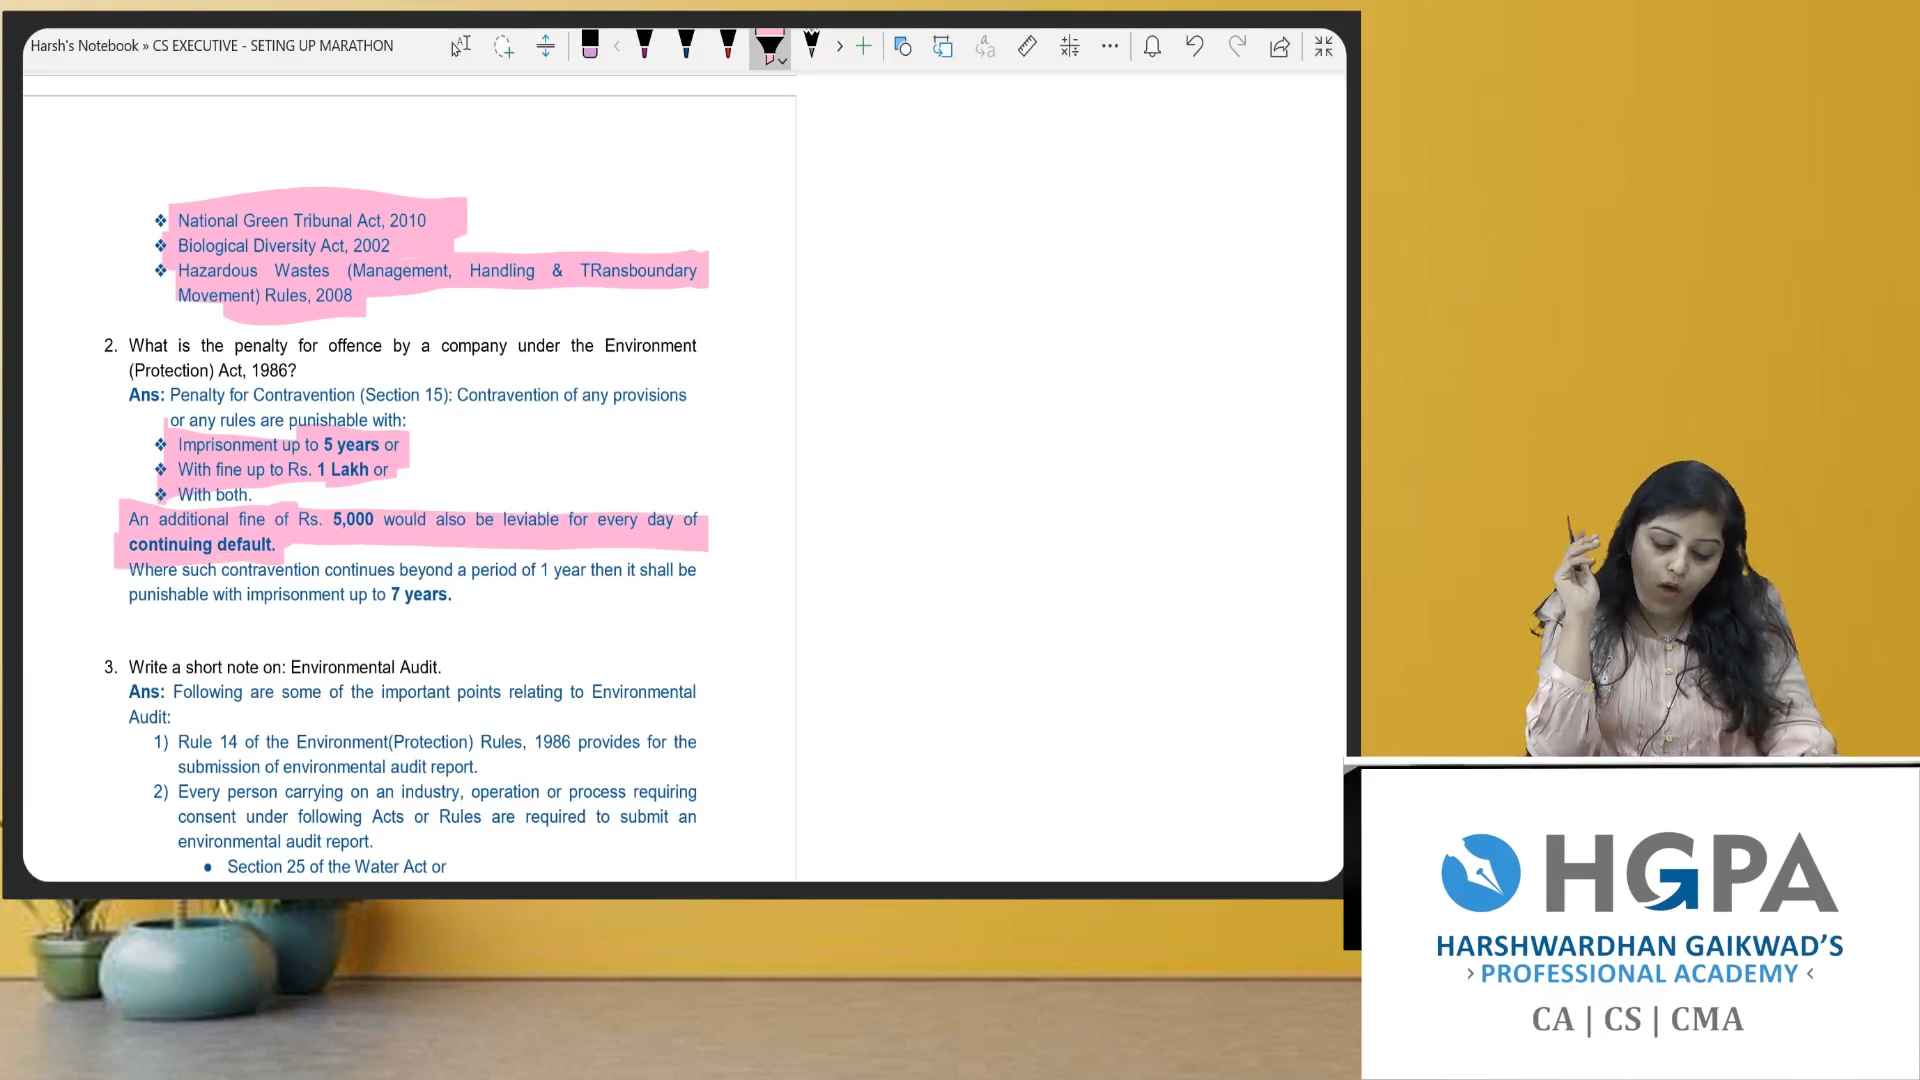 Harsh's Notebook » CS EXECUTIVE - SETING UP MARATHON
❖ National Green Tribunal Act, 2010
❖ Biological Diversity Act, 2002
❖ Hazardous Wastes (Management, Handling & TRansboundary
Movement) Rules, 2008
2. What is the penalty for offence by a company under the Environment
(Protection) Act, 1986?
Ans: Penalty for Contravention (Section 15): Contravention of any provisions
or any rules are punishable with:
❖ Imprisonment up to 5 years or
❖ With fine up to Rs. 1 Lakh or
❖ With both.
An additional fine of Rs. 5,000 would also be leviable for every day of
continuing default.
Where such contravention continues beyond a period of 1 year then it shall be
punishable with imprisonment up to 7 years.
3. Write a short note on: Environmental Audit.
Ans: Following are some of the important points relating to Environmental
Audit:
1) Rule 14 of the Environment(Protection) Rules, 1986 provides for the
submission of environmental audit report.
2) Every person carrying on an industry, operation or process requiring
consent under following Acts or Rules are required to submit an
environmental audit report.
● Section 25 of the Water Act or
HGPA
HARSHWARDHAN GAIKWAD'S
› PROFESSIONAL ACADEMY ‹
CA | CS | CMA